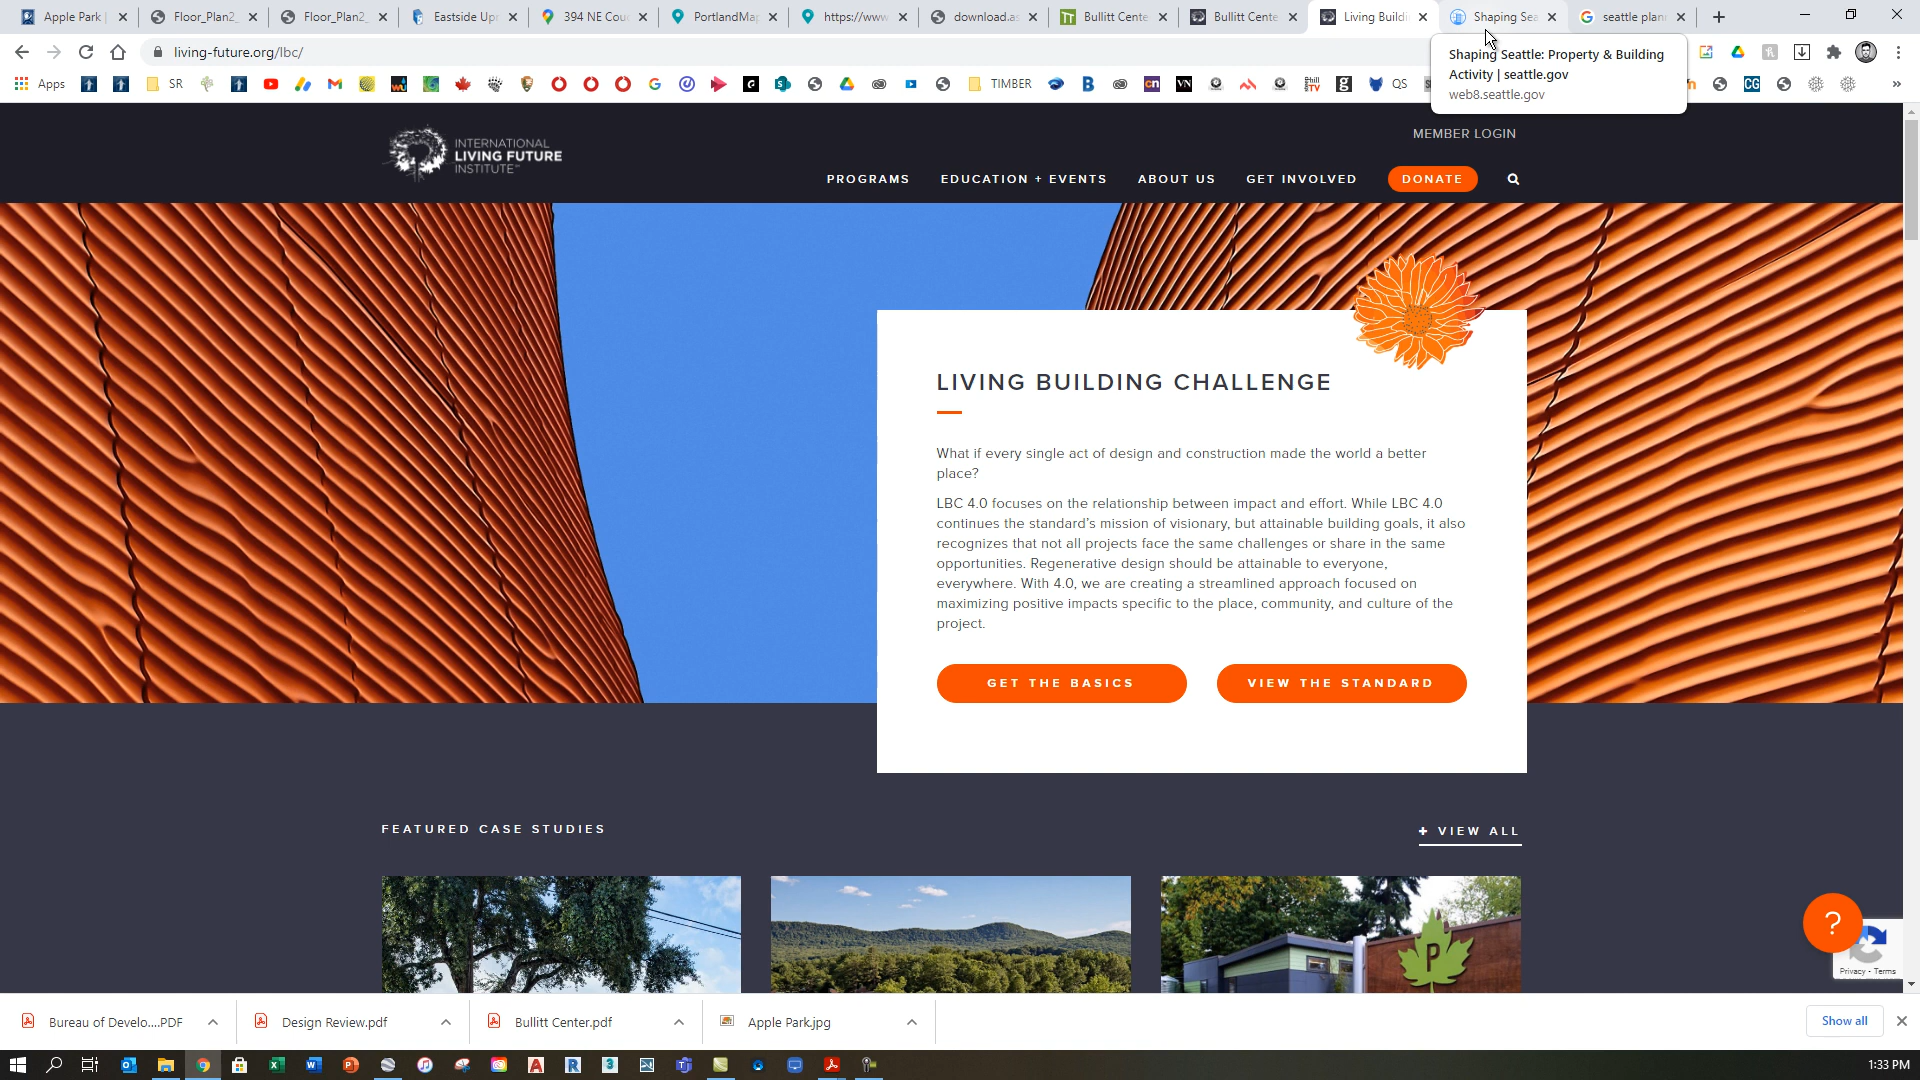 Apple Park
Floor_Plan2_
Floor_Plan2_
Eastside Upr
394 NE Couc
PortlandMa
https://www
download.as
Bullitt Cente
Bullitt Cente
Living Buildi
Shaping Sea
seattle plan
living-future.org/lbc/
Shaping Seattle: Property & Building
Activity | seattle.gov
web8.seattle.gov
Apps
SR
TIMBER
QS
INTERNATIONAL
LIVING FUTURE
INSTITUTE
MEMBER LOGIN
PROGRAMS
EDUCATION + EVENTS
ABOUT US
GET INVOLVED
DONATE
LIVING BUILDING CHALLENGE
What if every single act of design and construction made the world a better
place?
LBC 4.0 focuses on the relationship between impact and effort. While LBC 4.0
continues the standard's mission of visionary, but attainable building goals, it also
recognizes that not all projects face the same challenges or share in the same
opportunities. Regenerative design should be attainable to everyone,
everywhere. With 4.0, we are creating a streamlined approach focused on
maximizing positive impacts specific to the place, community, and culture of the
project.
GET THE BASICS
VIEW THE STANDARD
FEATURED CASE STUDIES
+ VIEW ALL
P
?
Privacy - Terms
Bureau of Develo....PDF
Design Review.pdf
Bullitt Center.pdf
Apple Park.jpg
Show all
1:33 PM